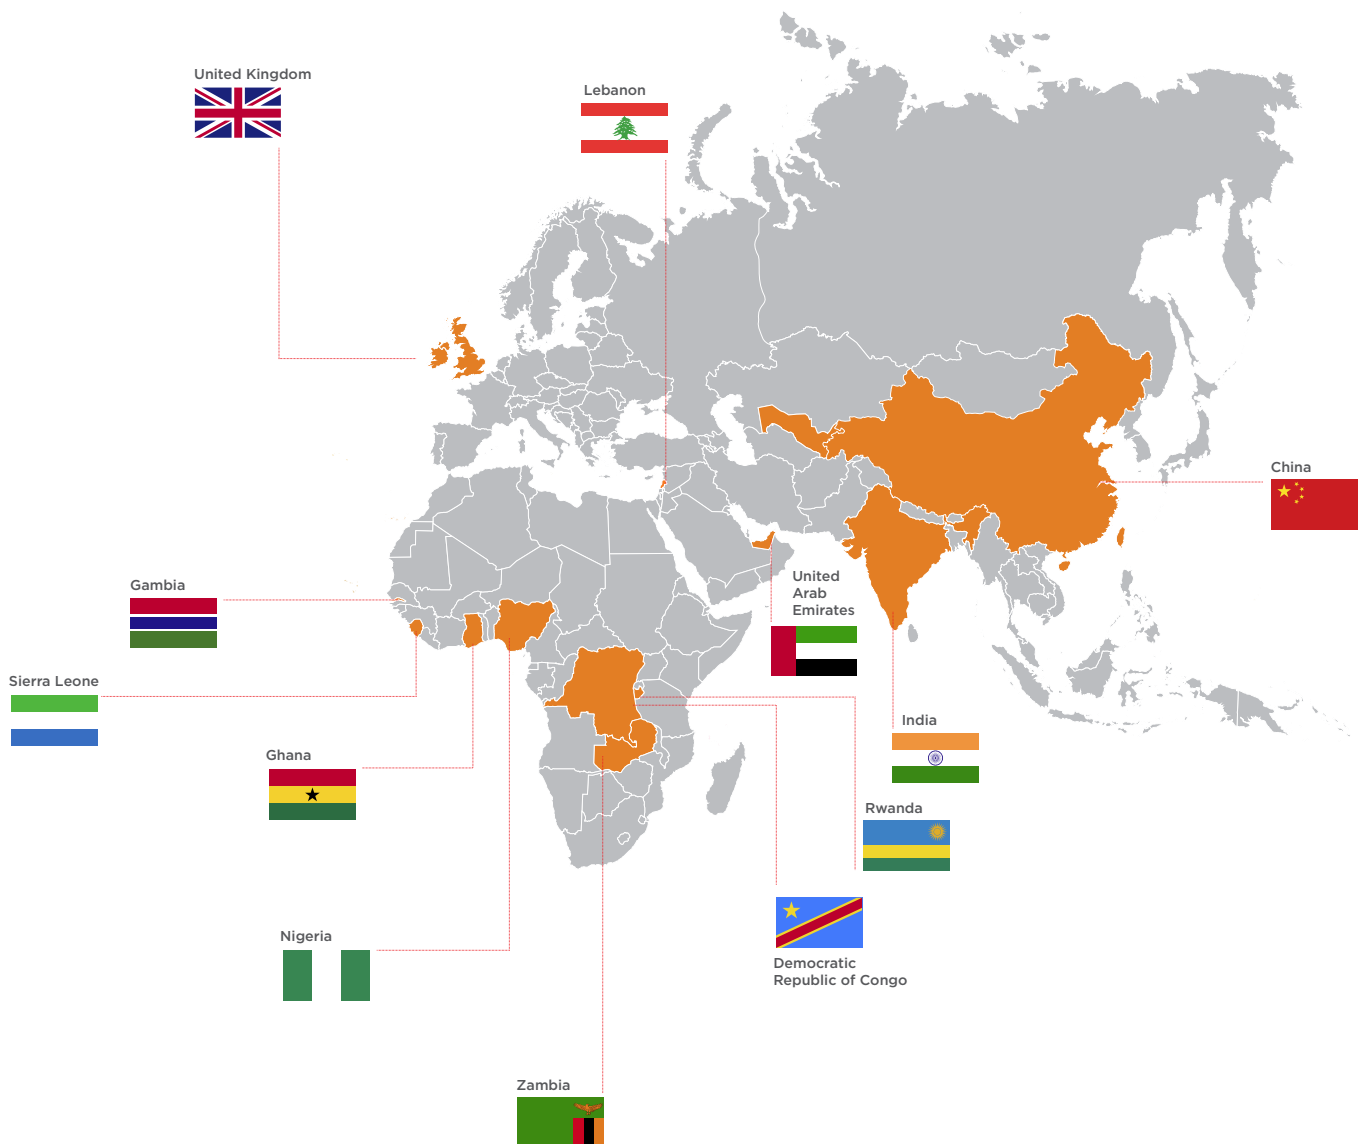 United Kingdom
Lebanon
China
United
Arab
Emirates
Gambia
Sierra Leone
India
Ghana
Rwanda
Nigeria
Democratic
Republic of Congo
Zambia